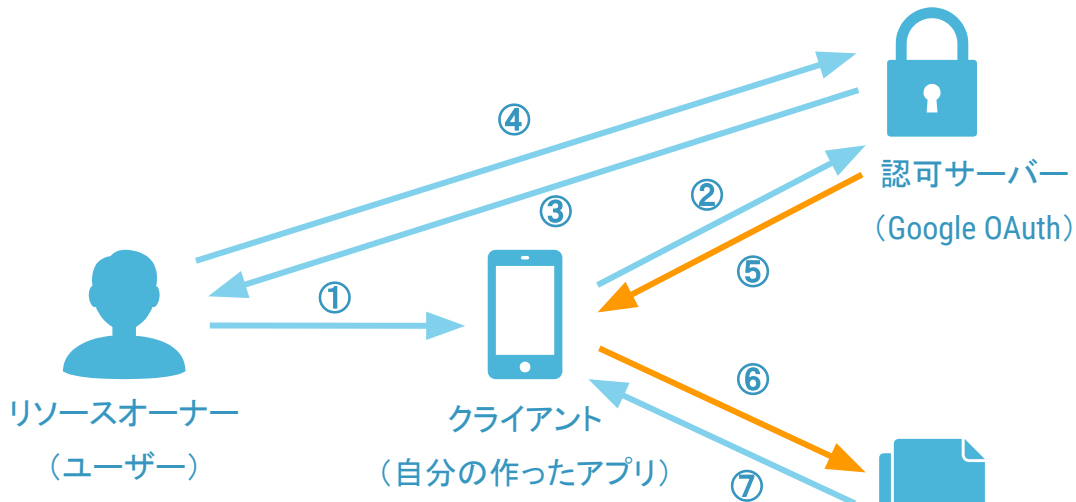 ④
認可サーバー
(Google OAuth)
②
③
⑤
①
⑥
リソースオーナー
(ユーザー)
クライアント
(自分の作ったアプリ)
⑦